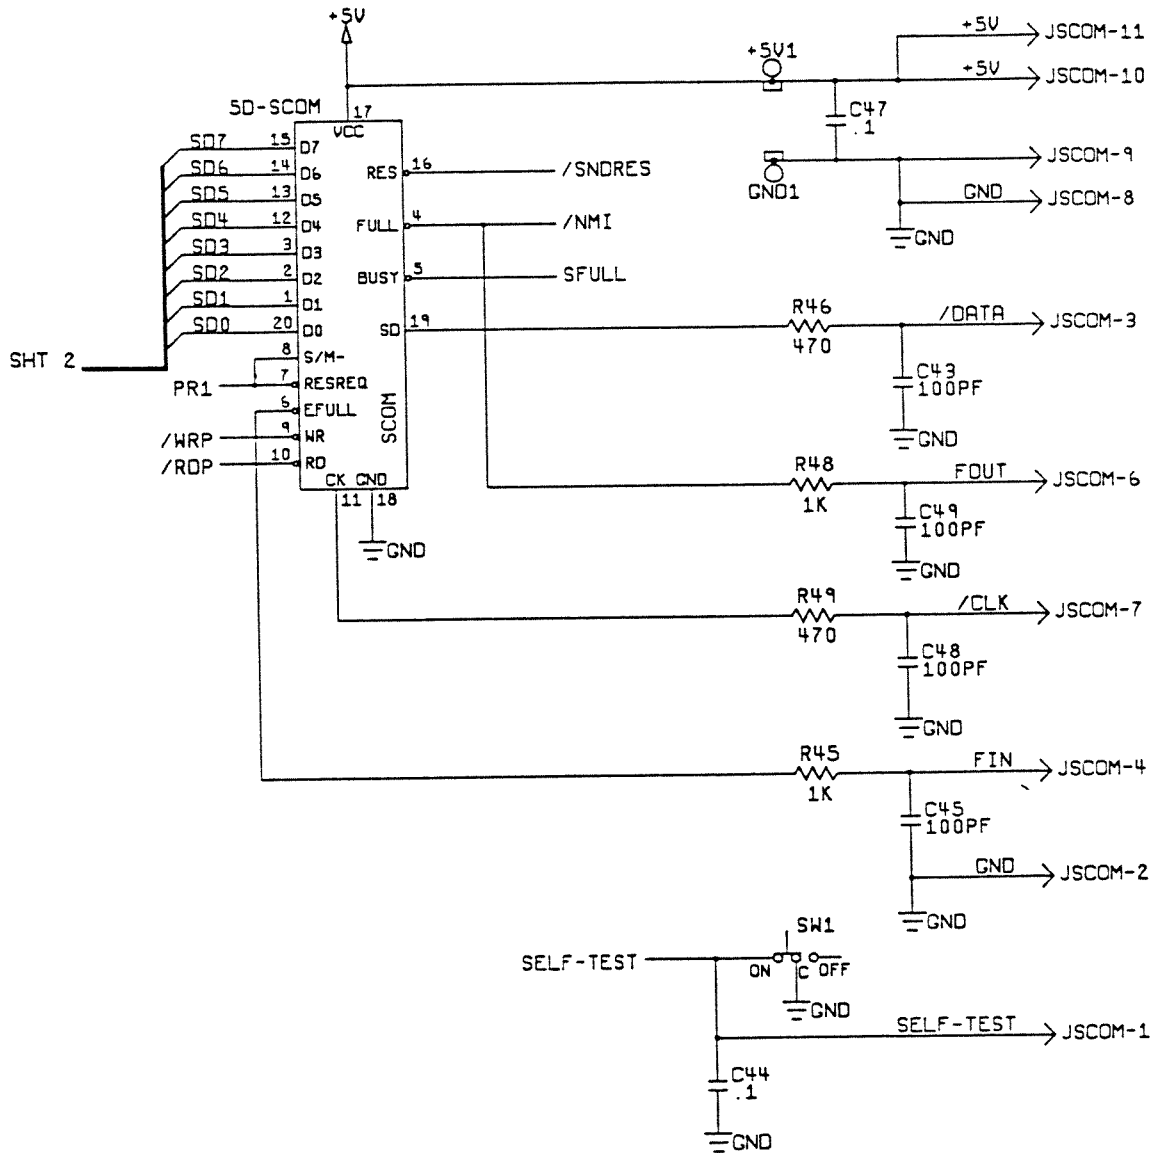 +5V
+5V JSCOM-11
+5V1
+5V JSCOM-10
5D-SCOM
17
VCC
C47
.1
SD7 15 D7
SD6 14 D6
SD5 13 D5
SD4 12 D4
SD3 3 D3
SD2 2 D2
SD1 1 D1
SD0 20 D0
8 S/M-
PR1 7 RESREQ
6 EFULL
/WRP 9 WR
/RDP 10 RD
SHT 2
RES 16 /SNDRES
FULL 4 /NMI
BUSY 5 SFULL
SD 19
SCOM
CK GND
11 18
GND
JSCOM-9
GND1
GND JSCOM-8
GND
R46
470
/DATA JSCOM-3
C43
100PF
GND
R48
1K
FOUT JSCOM-6
C49
100PF
GND
R49
470
/CLK JSCOM-7
C48
100PF
GND
R45
1K
FIN JSCOM-4
C45
100PF
GND JSCOM-2
GND
SW1
SELF-TEST
ON C OFF
GND
SELF-TEST JSCOM-1
C44
.1
GND